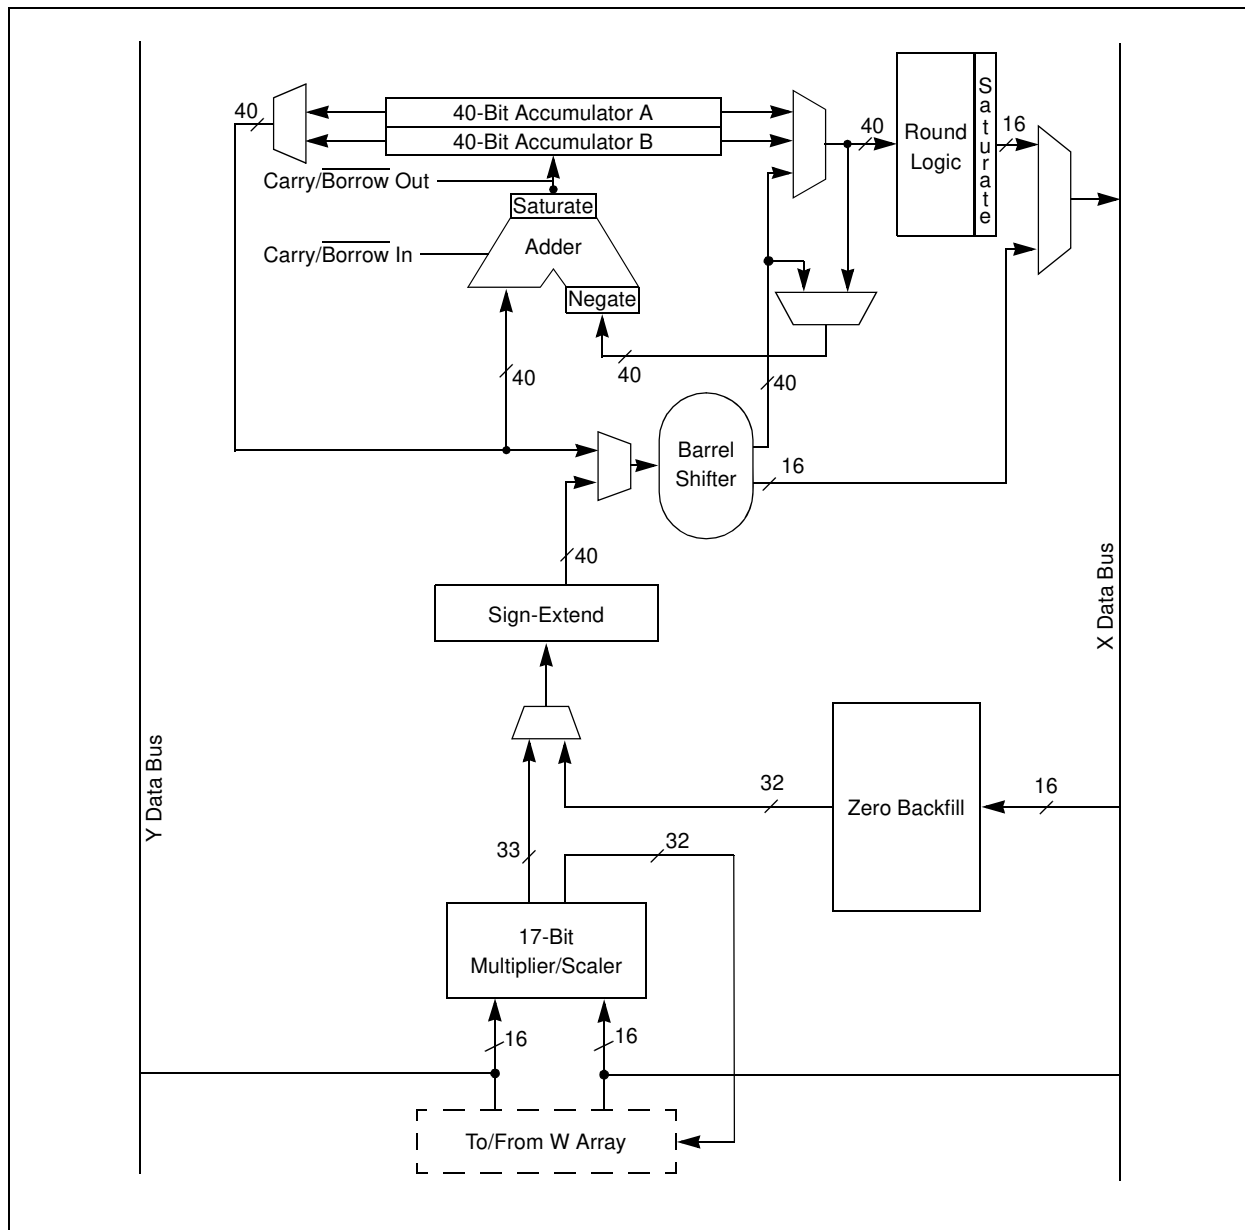 40
40-Bit Accumulator A
40-Bit Accumulator B
40
Round
Logic
Saturate
16
Carry/Borrow Out
Saturate
Carry/Borrow In
Adder
Negate
40
40
40
Barrel
Shifter
16
40
Sign-Extend
X Data Bus
Y Data Bus
32
Zero Backfill
16
33
32
17-Bit
Multiplier/Scaler
16
16
To/From W Array